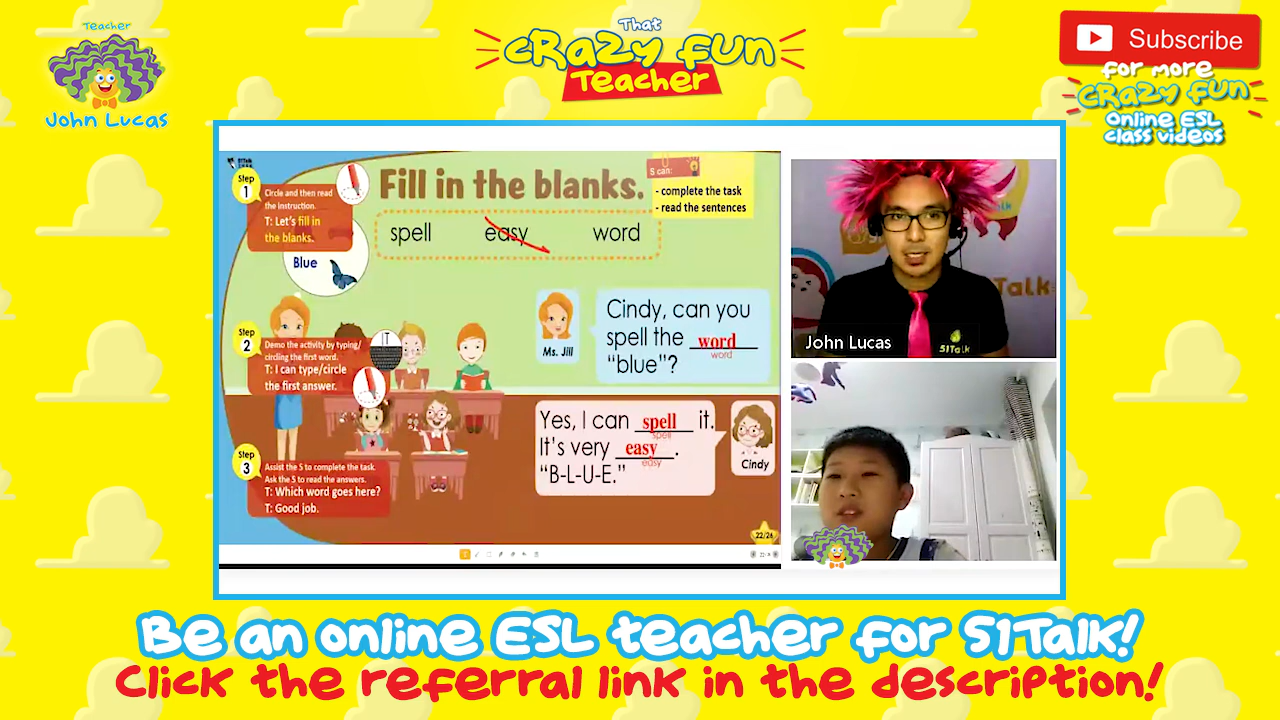 Teacher
John Lucas
That
Crazy Fun
Teacher
Subscribe
for more
Crazy Fun
Online ESL
class videos
Step
1
Circle and then read
the instruction.
T: Let's fill in
the blanks.
Blue
Fill in the blanks.
S can:
- complete the task
- read the sentences
spell easy word
Ms. Jill
Cindy, can you
spell the word
word
"blue"?
Step
2
Demo the activity by typing/
circling the first word.
T: I can type/circle
the first answer.
Yes, I can spell it.
spell
It's very easy.
easy
"B-L-U-E."
Cindy
Step
3
Assist the S to complete the task.
Ask the S to read the answers.
T: Which word goes here?
T: Good job.
22/26
John Lucas
51Talk
Talk
Be an online ESL teacher for 51Talk!
Click the referral link in the description!